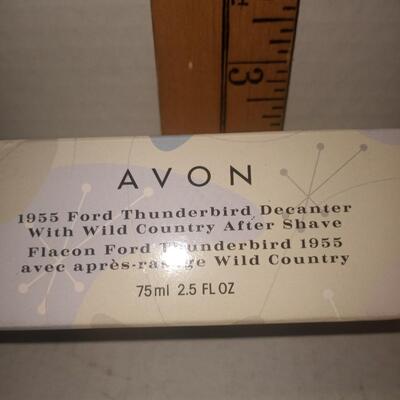 3
AVON
1955 Ford Thunderbird Decanter
With Wild Country After Shave
Flacon Ford Thunderbird 1955
avec après-rasage Wild Country
75ml 2.5 FL OZ